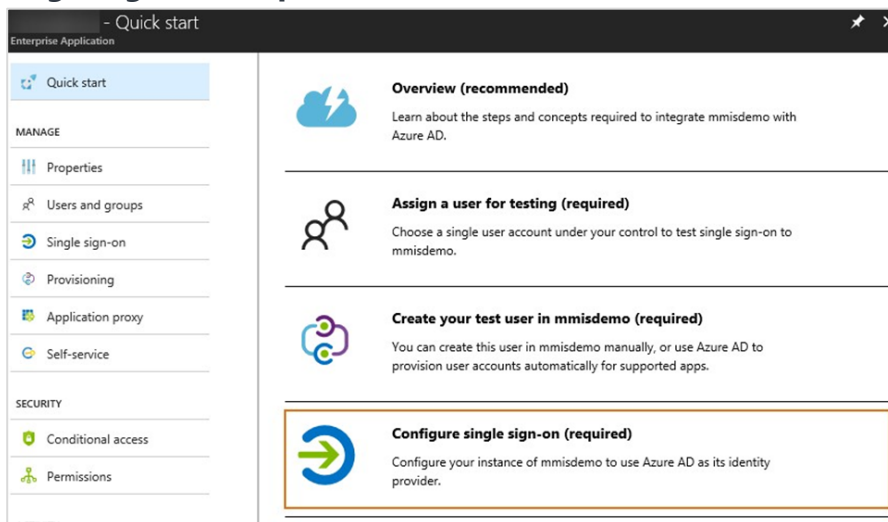 - Quick start
Enterprise Application
Quick start
MANAGE
Properties
Users and groups
Single sign-on
Provisioning
Application proxy
Self-service
SECURITY
Conditional access
Permissions
Overview (recommended)
Learn about the steps and concepts required to integrate mmisdemo with
Azure AD.
Assign a user for testing (required)
Choose a single user account under your control to test single sign-on to
mmisdemo.
Create your test user in mmisdemo (required)
You can create this user in mmisdemo manually, or use Azure AD to
provision user accounts automatically for supported apps.
Configure single sign-on (required)
Configure your instance of mmisdemo to use Azure AD as its identity
provider.